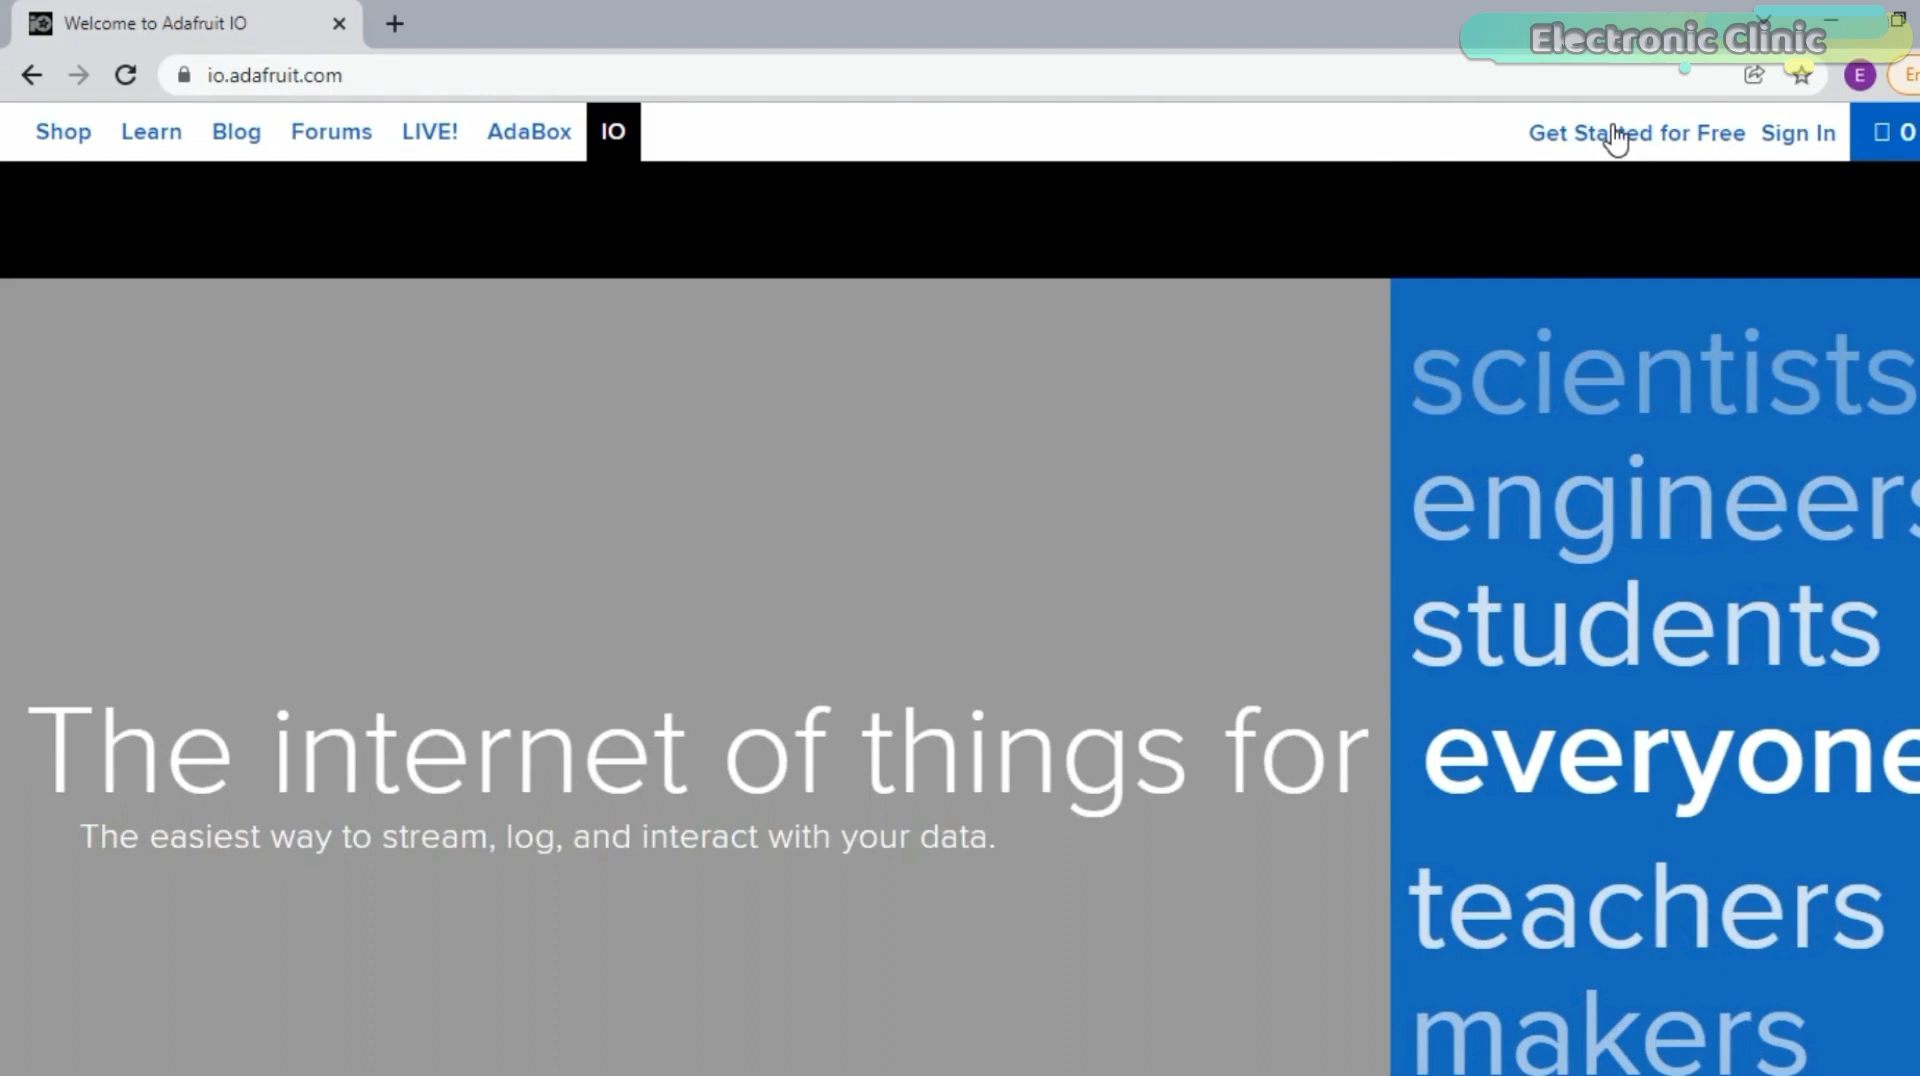 Welcome to Adafruit IO
Electronic Clinic
io.adafruit.com
E
Shop Learn Blog Forums LIVE! AdaBox IO
Get Started for Free Sign In 0
scientists
engineers
students
The internet of things for everyone
The easiest way to stream, log, and interact with your data.
teachers
makers